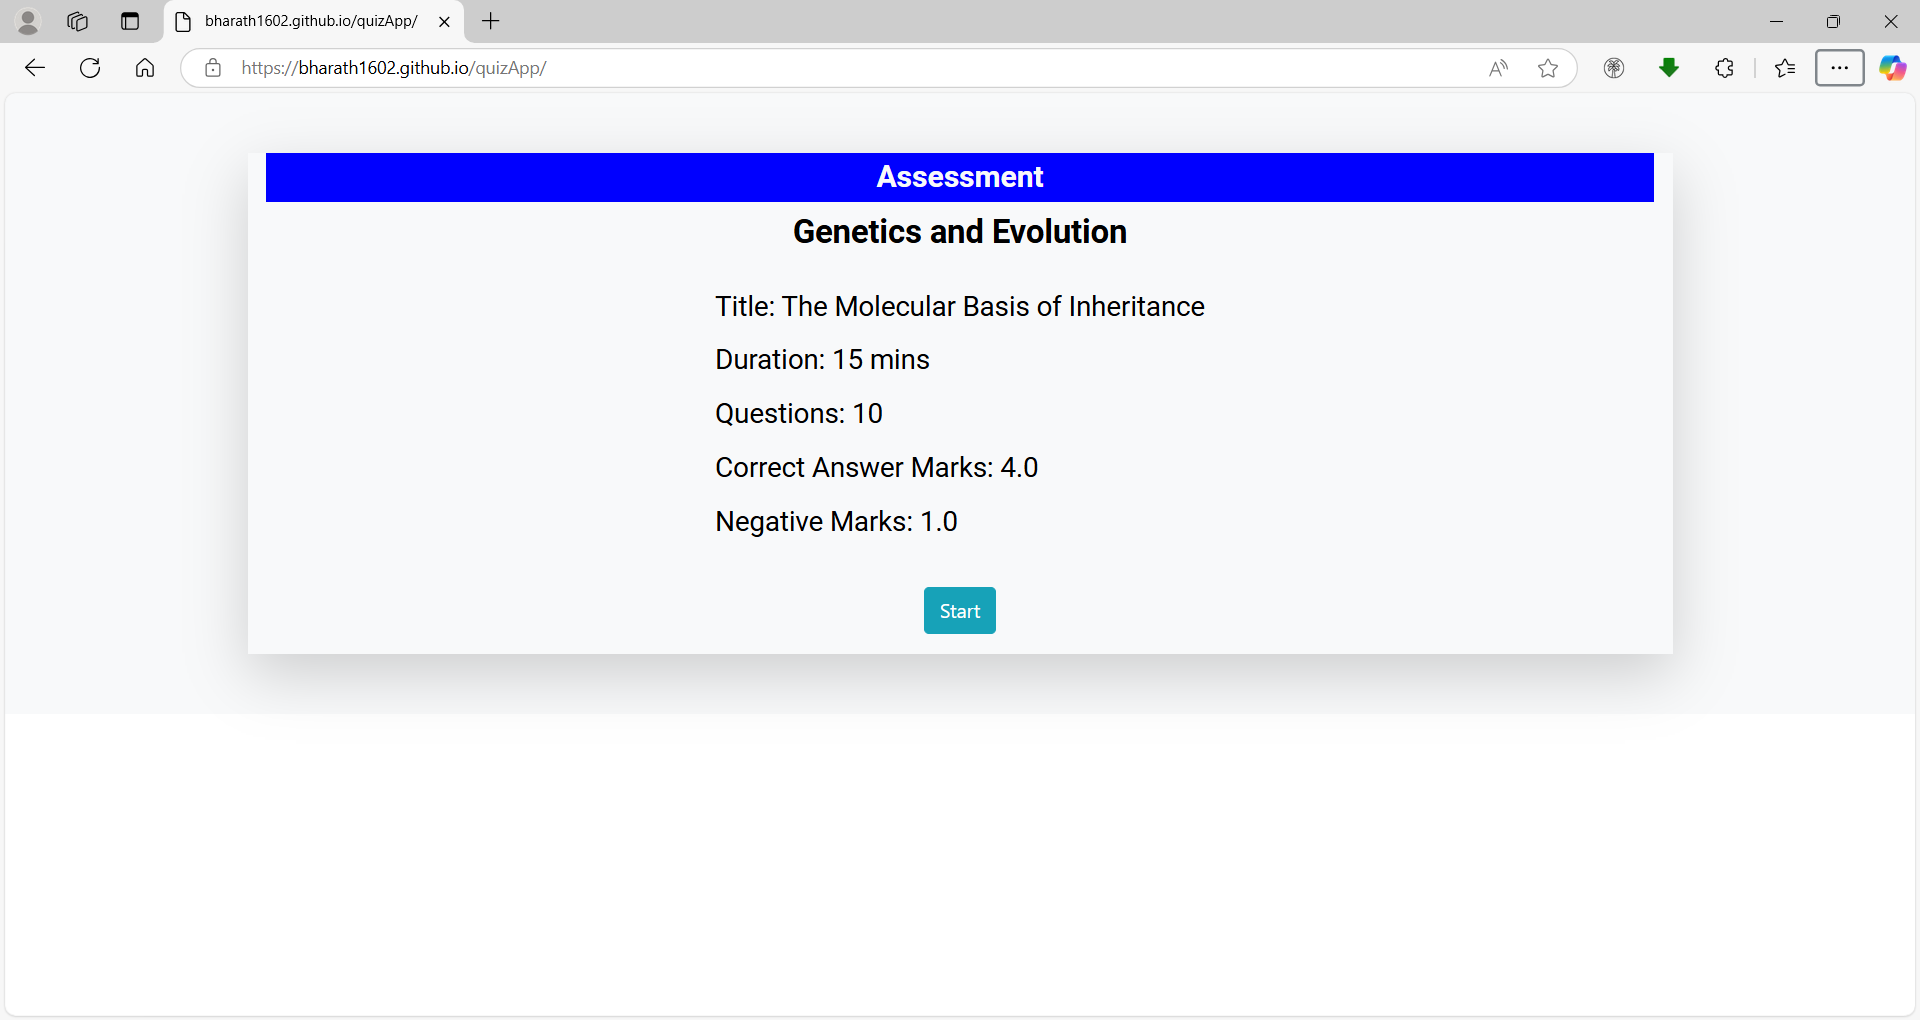 bharath1602.github.io/quizApp/
https://bharath1602.github.io/quizApp/
Assessment
Genetics and Evolution
Title: The Molecular Basis of Inheritance
Duration: 15 mins
Questions: 10
Correct Answer Marks: 4.0
Negative Marks: 1.0
Start